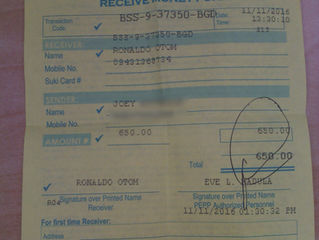 RECEIVE MONEY
Transaction Code: BSS-9-37350-BGD Date 11/11/2016
Time 13:30:10
RECEIVER: BSS-9-37350-BGD
Name RONALDO OTOM
Mobile No.
Suki Card #
SENDER: JOEY
Name
Mobile No.
AMOUNT # 650.00 650.00
Total 650.00
RONALDO OTOM EVE L.
Signature over Printed Name Signature over Printed Name
Receiver PEPP Authorized Personnel
11/11/2016 01:30:32 PM
For first time Receiver:
Address